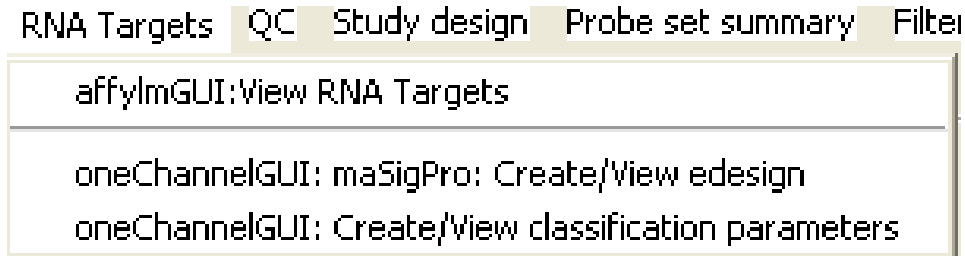 RNA Targets QC Study design Probe set summary Filter
affylmGUI:View RNA Targets
oneChannelGUI: maSigPro: Create/View edesign
oneChannelGUI: Create/View classification parameters